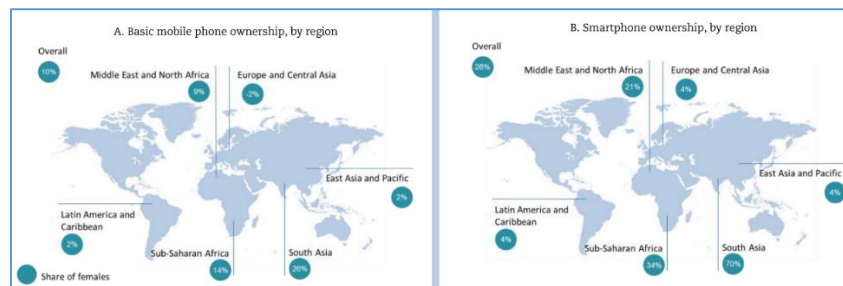 A. Basic mobile phone ownership, by region
Overall
10%
Middle East and North Africa
9%
Europe and Central Asia
-2%
East Asia and Pacific
2%
Latin America and
Caribbean
2%
Sub-Saharan Africa
14%
South Asia
26%
Share of females
B. Smartphone ownership, by region
Overall
26%
Middle East and North Africa
21%
Europe and Central Asia
4%
East Asia and Pacific
4%
Latin America and
Caribbean
4%
Sub-Saharan Africa
34%
South Asia
70%